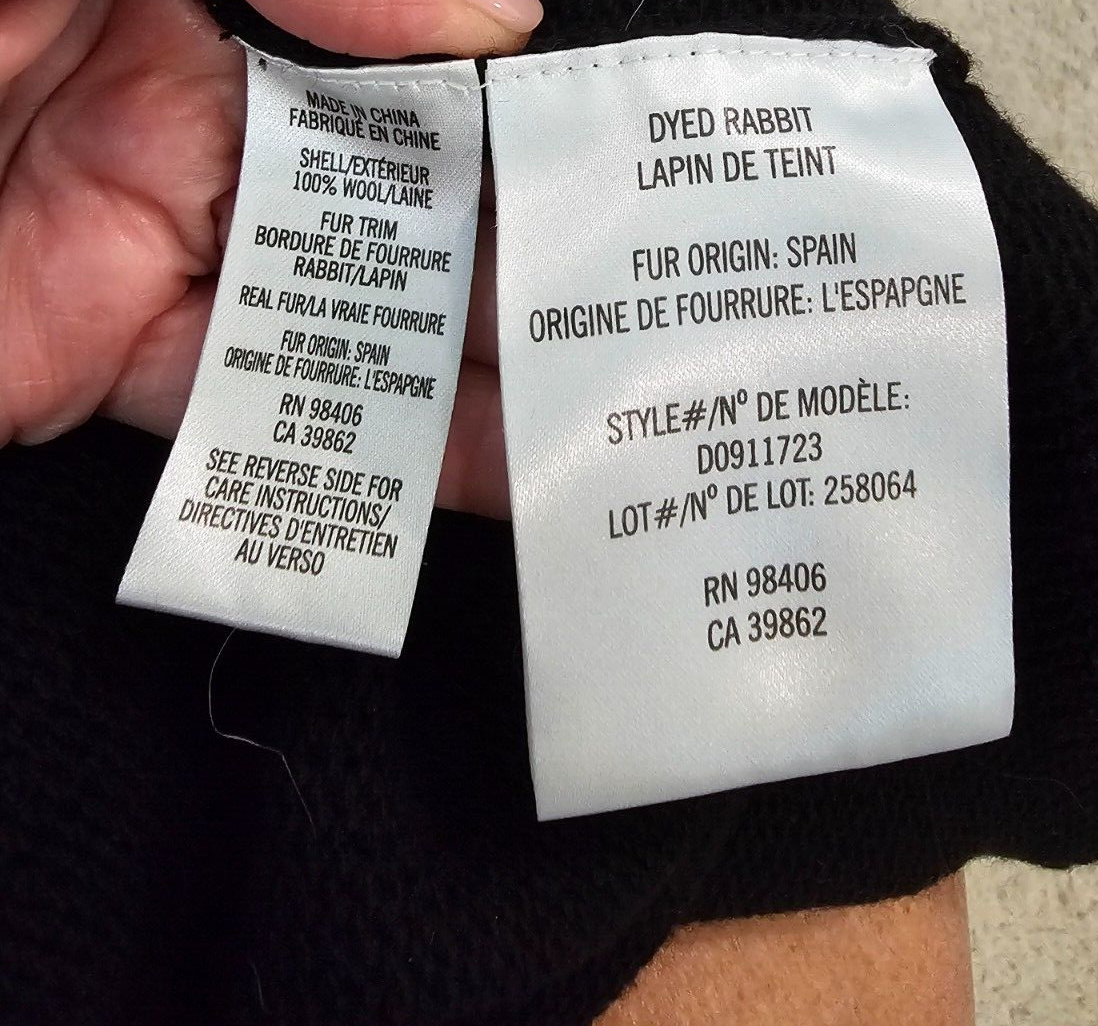 MADE IN CHINA
FABRIQUÉ EN CHINE
SHELL/EXTÉRIEUR
100% WOOL/LAINE
FUR TRIM
BORDURE DE FOURRURE
RABBIT/LAPIN
REAL FUR/LA VRAIE FOURRURE
FUR ORIGIN: SPAIN
ORIGINE DE FOURRURE: L'ESPAPGNE
RN 98406
CA 39862
SEE REVERSE SIDE FOR
CARE INSTRUCTIONS/
DIRECTIVES D'ENTRETIEN
AU VERSO
DYED RABBIT
LAPIN DE TEINT
FUR ORIGIN: SPAIN
ORIGINE DE FOURRURE: L'ESPAPGNE
STYLE#/Nº DE MODÈLE:
D0911723
LOT#/Nº DE LOT: 258064
RN 98406
CA 39862